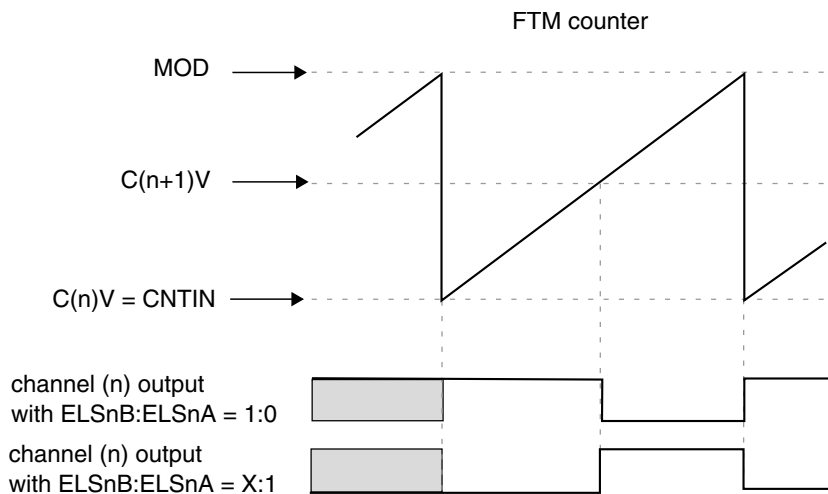 FTM counter
MOD
C(n+1)V
C(n)V = CNTIN
channel (n) output
with ELSnB:ELSnA = 1:0
channel (n) output
with ELSnB:ELSnA = X:1